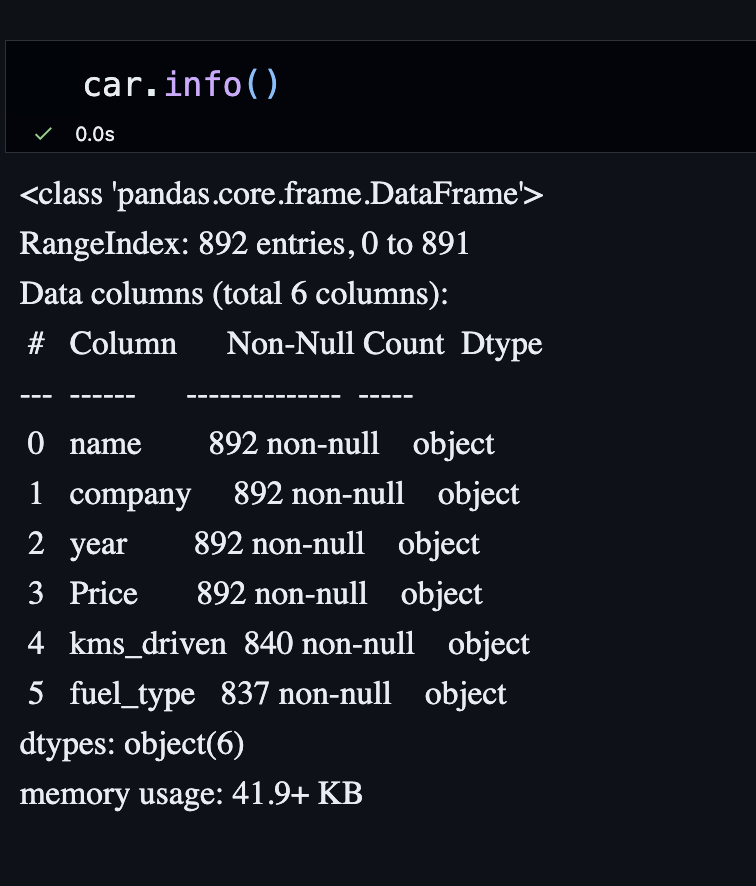 car.info()
✓ 0.0s
<class 'pandas.core.frame.DataFrame'>
RangeIndex: 892 entries, 0 to 891
Data columns (total 6 columns):
 #   Column      Non-Null Count  Dtype
---  ------      --------------  -----
 0   name        892 non-null    object
 1   company     892 non-null    object
 2   year        892 non-null    object
 3   Price       892 non-null    object
 4   kms_driven  840 non-null    object
 5   fuel_type   837 non-null    object
dtypes: object(6)
memory usage: 41.9+ KB